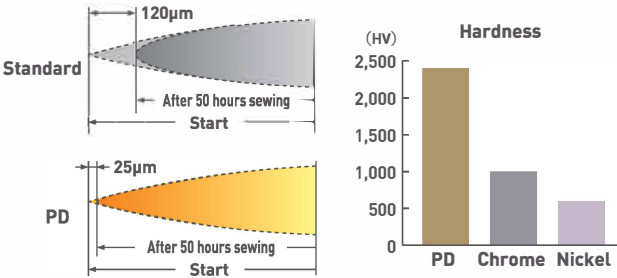 120µm
Standard
After 50 hours sewing
Start
25µm
PD
After 50 hours sewing
Start
(HV)
Hardness
2,500
2,000
1,500
1,000
500
0
PD Chrome Nickel